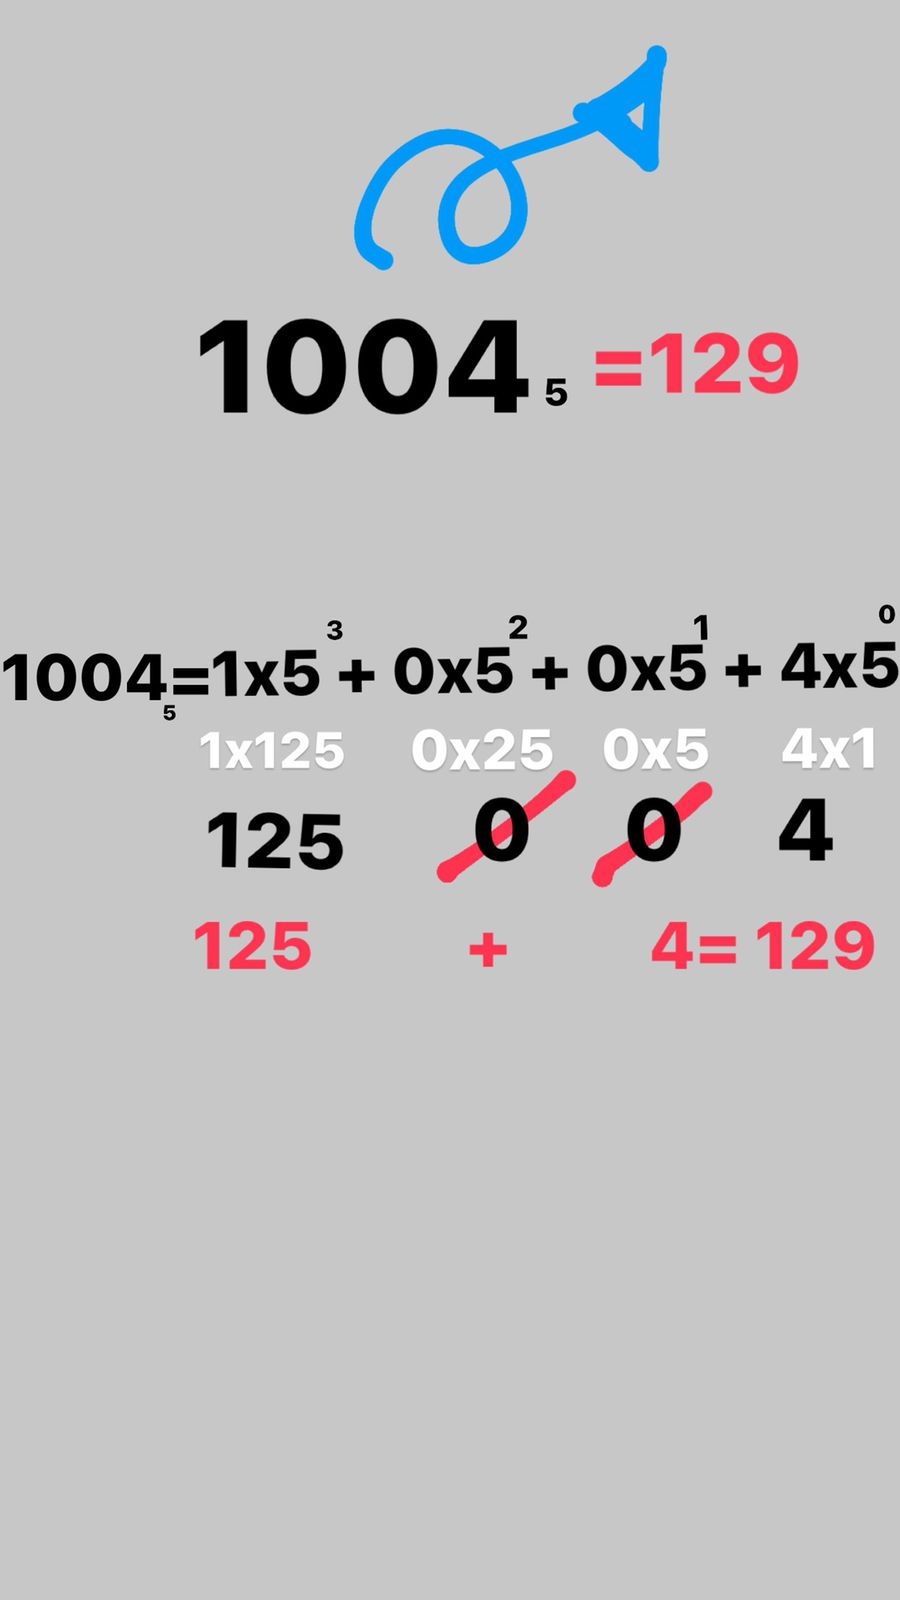 1004₅ =129
1004₅=1x5³ + 0x5² + 0x5¹ + 4x5⁰
1x125 0x25 0x5 4x1
125 0 0 4
125 + 4= 129